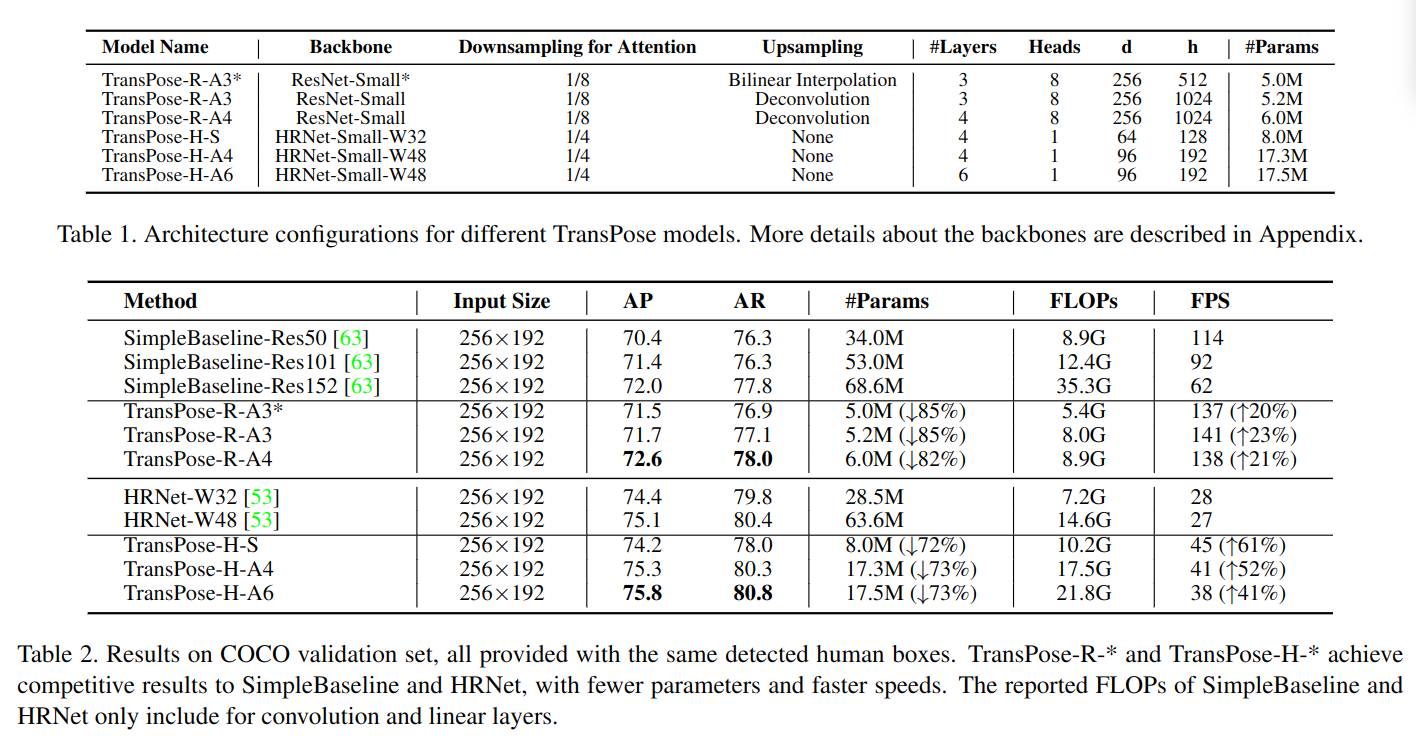 Model Name Backbone Downsampling for Attention Upsampling #Layers Heads d h #Params
TransPose-R-A3* ResNet-Small* 1/8 Bilinear Interpolation 3 8 256 512 5.0M
TransPose-R-A3 ResNet-Small 1/8 Deconvolution 3 8 256 1024 5.2M
TransPose-R-A4 ResNet-Small 1/8 Deconvolution 4 8 256 1024 6.0M
TransPose-H-S HRNet-Small-W32 1/4 None 4 1 64 128 8.0M
TransPose-H-A4 HRNet-Small-W48 1/4 None 4 1 96 192 17.3M
TransPose-H-A6 HRNet-Small-W48 1/4 None 6 1 96 192 17.5M
Table 1. Architecture configurations for different TransPose models. More details about the backbones are described in Appendix.
Method Input Size AP AR #Params FLOPs FPS
SimpleBaseline-Res50 [63] 256×192 70.4 76.3 34.0M 8.9G 114
SimpleBaseline-Res101 [63] 256×192 71.4 76.3 53.0M 12.4G 92
SimpleBaseline-Res152 [63] 256×192 72.0 77.8 68.6M 35.3G 62
TransPose-R-A3* 256×192 71.5 76.9 5.0M (↓85%) 5.4G 137 (↑20%)
TransPose-R-A3 256×192 71.7 77.1 5.2M (↓85%) 8.0G 141 (↑23%)
TransPose-R-A4 256×192 72.6 78.0 6.0M (↓82%) 8.9G 138 (↑21%)
HRNet-W32 [53] 256×192 74.4 79.8 28.5M 7.2G 28
HRNet-W48 [53] 256×192 75.1 80.4 63.6M 14.6G 27
TransPose-H-S 256×192 74.2 78.0 8.0M (↓72%) 10.2G 45 (↑61%)
TransPose-H-A4 256×192 75.3 80.3 17.3M (↓73%) 17.5G 41 (↑52%)
TransPose-H-A6 256×192 75.8 80.8 17.5M (↓73%) 21.8G 38 (↑41%)
Table 2. Results on COCO validation set, all provided with the same detected human boxes. TransPose-R-* and TransPose-H-* achieve
competitive results to SimpleBaseline and HRNet, with fewer parameters and faster speeds. The reported FLOPs of SimpleBaseline and
HRNet only include for convolution and linear layers.